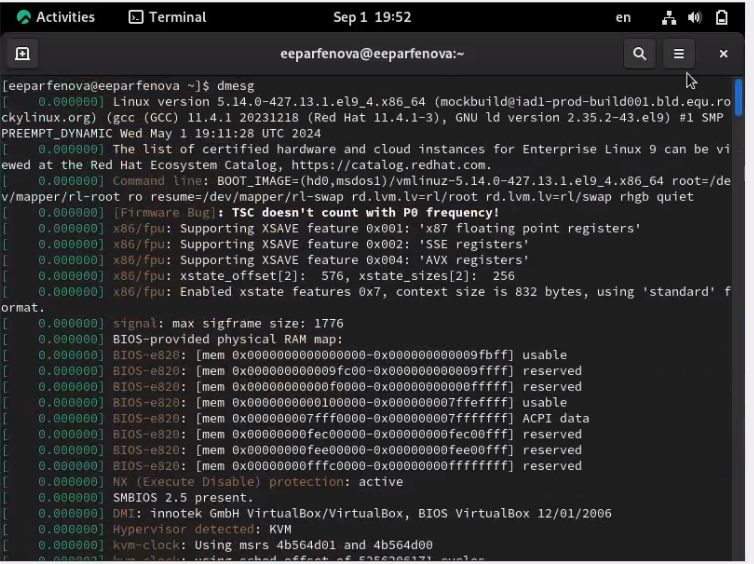 Activities Terminal Sep 1 19:52 en
eeparfenova@eeparfenova:~
[eeparfenova@eeparfenova ~]$ dmesg
[    0.000000] Linux version 5.14.0-427.13.1.el9_4.x86_64 (mockbuild@iad1-prod-build001.bld.equ.ro
ckylinux.org) (gcc (GCC) 11.4.1 20231218 (Red Hat 11.4.1-3), GNU ld version 2.35.2-43.el9) #1 SMP
PREEMPT_DYNAMIC Wed May 1 19:11:28 UTC 2024
[    0.000000] The list of certified hardware and cloud instances for Enterprise Linux 9 can be vi
ewed at the Red Hat Ecosystem Catalog, https://catalog.redhat.com.
[    0.000000] Command line: BOOT_IMAGE=(hd0,msdos1)/vmlinuz-5.14.0-427.13.1.el9_4.x86_64 root=/de
v/mapper/rl-root ro resume=/dev/mapper/rl-swap rd.lvm.lv=rl/root rd.lvm.lv=rl/swap rhgb quiet
[    0.000000] [Firmware Bug]: TSC doesn't count with P0 frequency!
[    0.000000] x86/fpu: Supporting XSAVE feature 0x001: 'x87 floating point registers'
[    0.000000] x86/fpu: Supporting XSAVE feature 0x002: 'SSE registers'
[    0.000000] x86/fpu: Supporting XSAVE feature 0x004: 'AVX registers'
[    0.000000] x86/fpu: xstate_offset[2]:  576, xstate_sizes[2]:  256
[    0.000000] x86/fpu: Enabled xstate features 0x7, context size is 832 bytes, using 'standard' f
ormat.
[    0.000000] signal: max sigframe size: 1776
[    0.000000] BIOS-provided physical RAM map:
[    0.000000] BIOS-e820: [mem 0x0000000000000000-0x000000000009fbff] usable
[    0.000000] BIOS-e820: [mem 0x000000000009fc00-0x000000000009ffff] reserved
[    0.000000] BIOS-e820: [mem 0x00000000000f0000-0x00000000000fffff] reserved
[    0.000000] BIOS-e820: [mem 0x0000000000100000-0x000000007ffeffff] usable
[    0.000000] BIOS-e820: [mem 0x000000007fff0000-0x000000007fffffff] ACPI data
[    0.000000] BIOS-e820: [mem 0x00000000fec00000-0x00000000fec00fff] reserved
[    0.000000] BIOS-e820: [mem 0x00000000fee00000-0x00000000fee00fff] reserved
[    0.000000] BIOS-e820: [mem 0x00000000fffc0000-0x00000000ffffffff] reserved
[    0.000000] NX (Execute Disable) protection: active
[    0.000000] SMBIOS 2.5 present.
[    0.000000] DMI: innotek GmbH VirtualBox/VirtualBox, BIOS VirtualBox 12/01/2006
[    0.000000] Hypervisor detected: KVM
[    0.000000] kvm-clock: Using msrs 4b564d01 and 4b564d00
kvm-clock: using sched offset of cycles